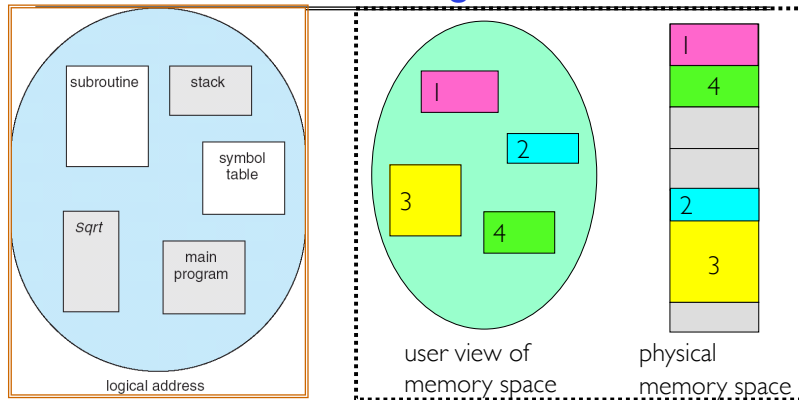 subroutine
stack
symbol
table
Sqrt
main
program
logical address
1
2
3
4
user view of
memory space
1
4
2
3
physical
memory space